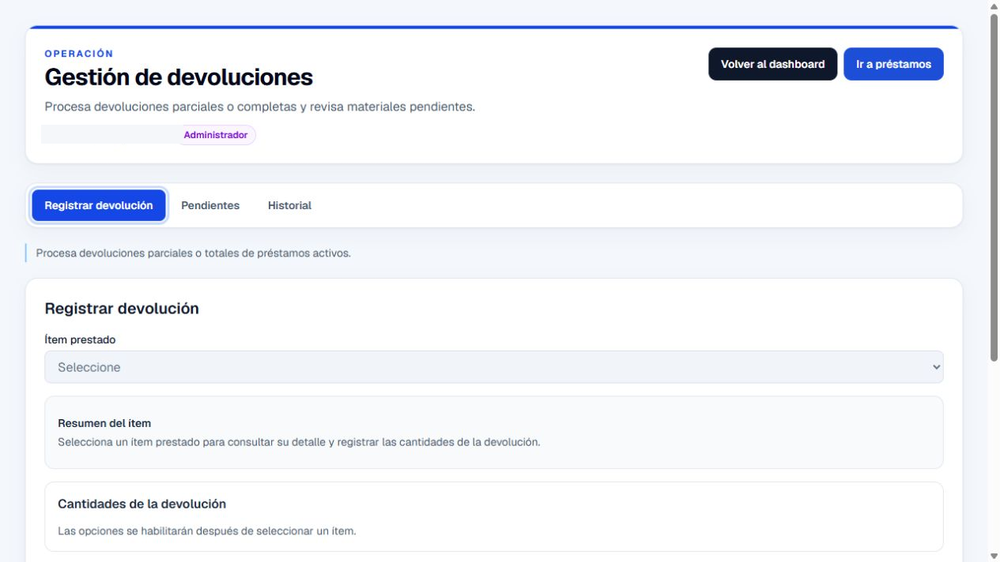 OPERACIÓN
Gestión de devoluciones
Volver al dashboard
Ir a préstamos
Procesa devoluciones parciales o completas y revisa materiales pendientes.
Administrador
Registrar devolución
Pendientes
Historial
Procesa devoluciones parciales o totales de préstamos activos.
Registrar devolución
Ítem prestado
Seleccione
Resumen del ítem
Selecciona un ítem prestado para consultar su detalle y registrar las cantidades de la devolución.
Cantidades de la devolución
Las opciones se habilitarán después de seleccionar un ítem.